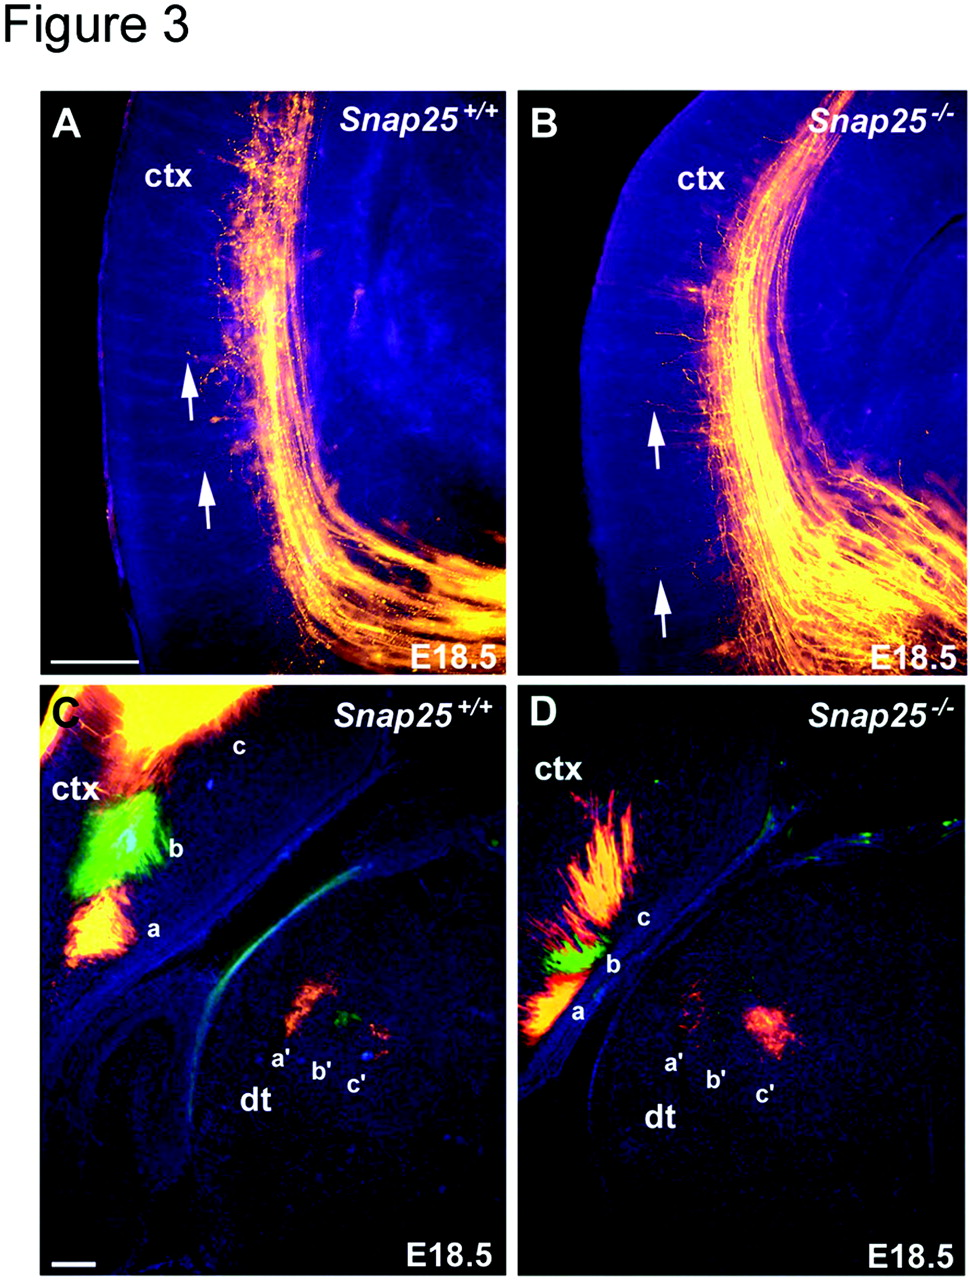 Figure 3
A
Snap25+/+
ctx
E18.5
B
Snap25-/-
ctx
E18.5
C
Snap25+/+
c
ctx
b
a
a'
b'
c'
dt
E18.5
D
Snap25-/-
ctx
c
b
a
a'
b'
c'
dt
E18.5